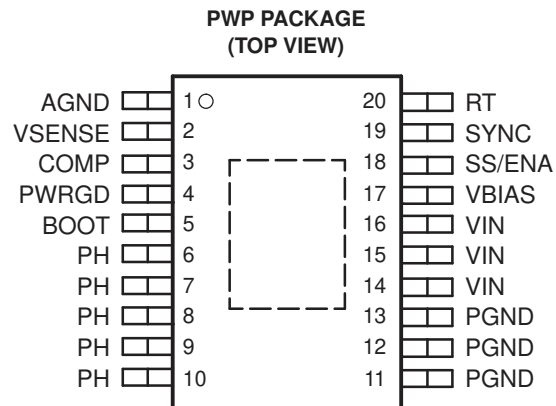 PWP PACKAGE
(TOP VIEW)
AGND 1 20 RT
VSENSE 2 19 SYNC
COMP 3 18 SS/ENA
PWRGD 4 17 VBIAS
BOOT 5 16 VIN
PH 6 15 VIN
PH 7 14 VIN
PH 8 13 PGND
PH 9 12 PGND
PH 10 11 PGND